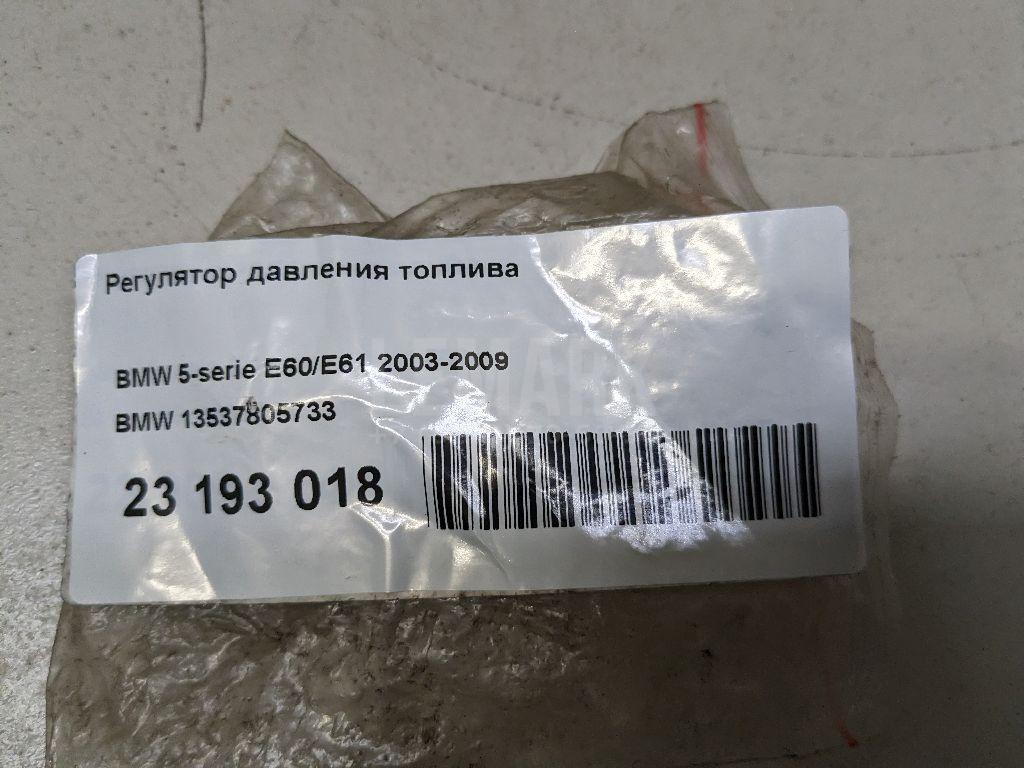 Регулятор давления топлива
BMW 5-serie E60/E61 2003-2009
BMW 13537805733
23 193 018